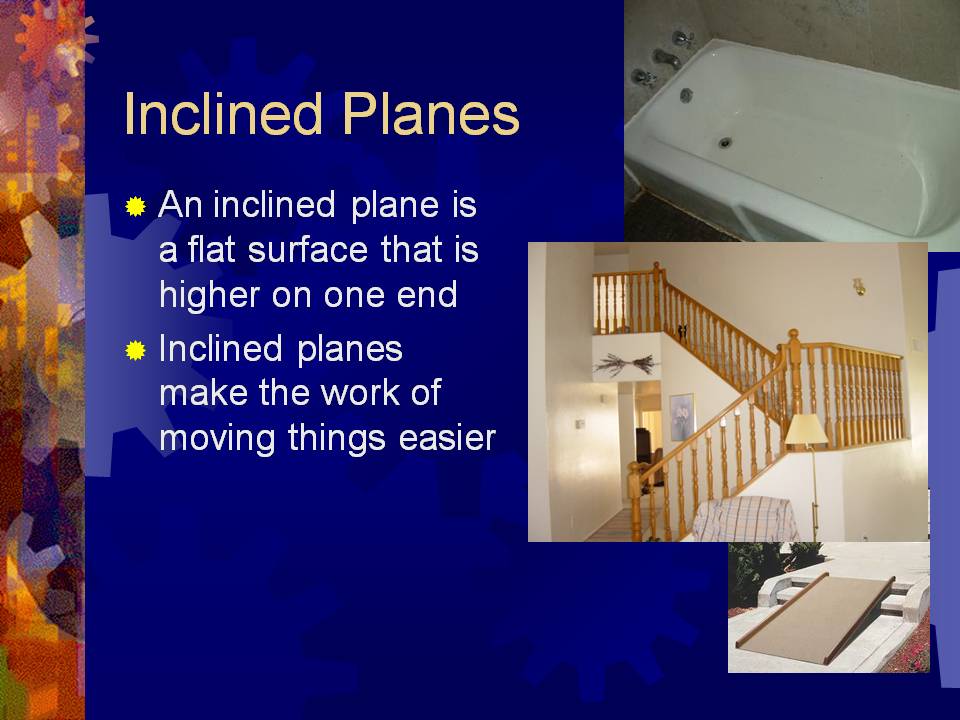 Inclined Planes
An inclined plane is
a flat surface that is
higher on one end
Inclined planes
make the work of
moving things easier